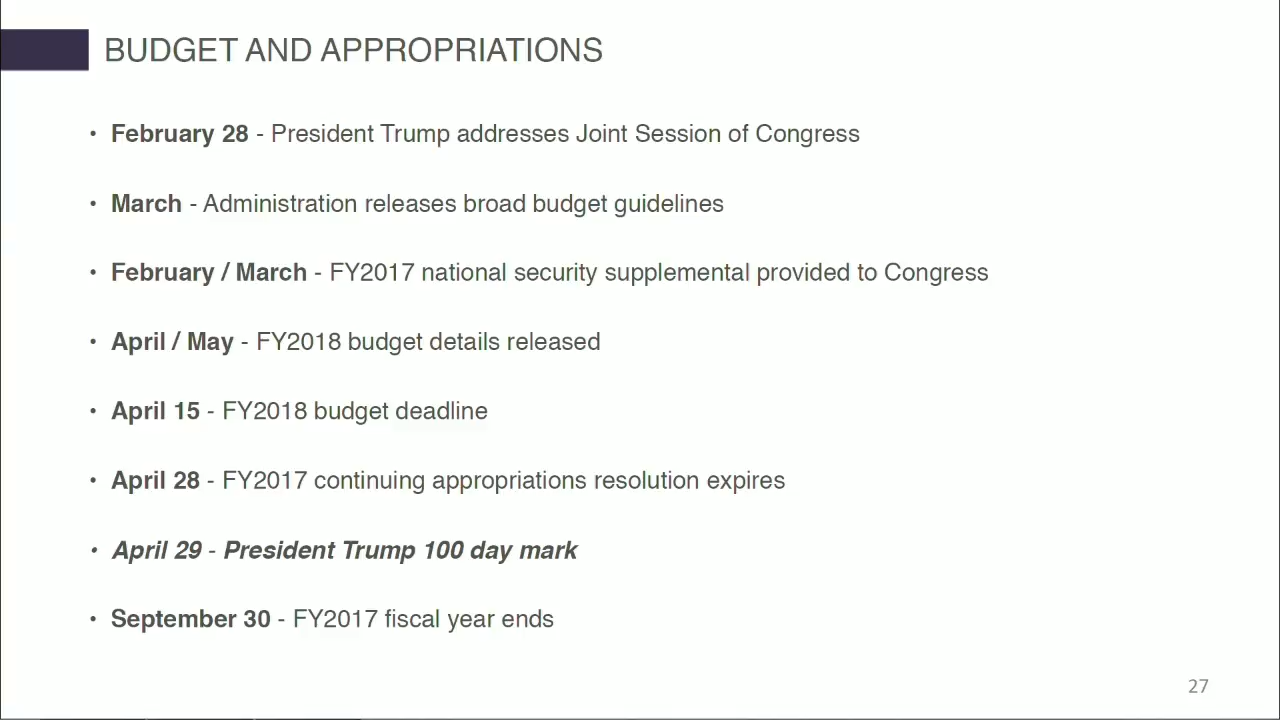 BUDGET AND APPROPRIATIONS
• February 28 - President Trump addresses Joint Session of Congress
• March - Administration releases broad budget guidelines
• February / March - FY2017 national security supplemental provided to Congress
• April / May - FY2018 budget details released
• April 15 - FY2018 budget deadline
• April 28 - FY2017 continuing appropriations resolution expires
• April 29 - President Trump 100 day mark
• September 30 - FY2017 fiscal year ends
27